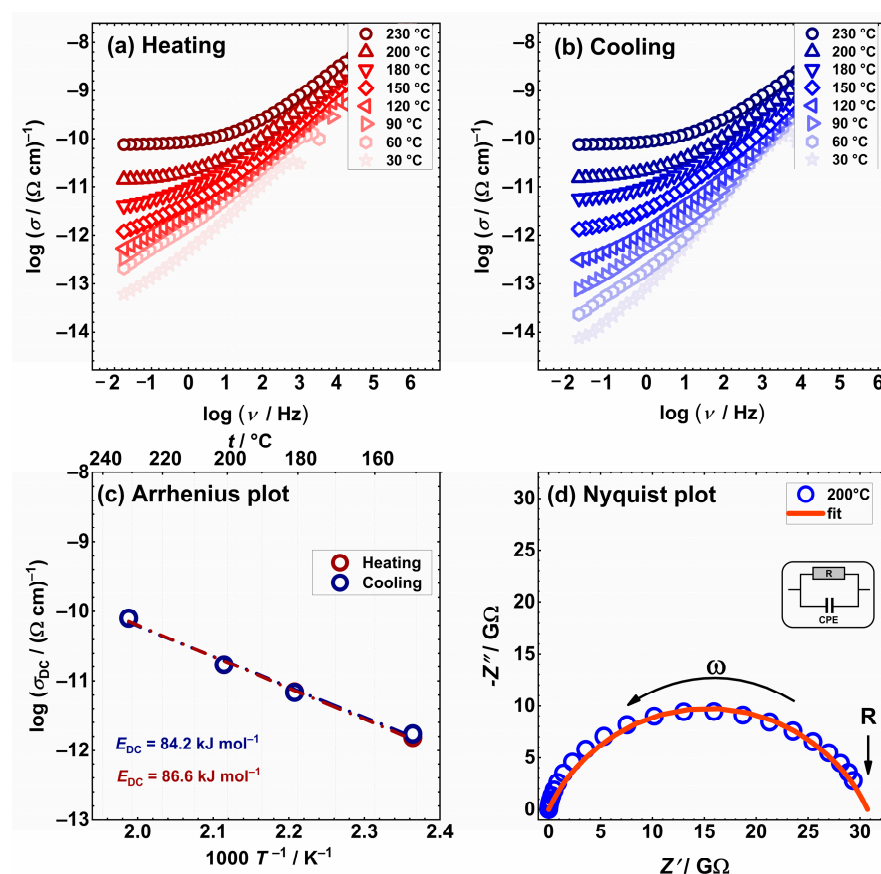 (a) Heating
230 °C
200 °C
180 °C
150 °C
120 °C
90 °C
60 °C
30 °C
log (σ / (Ω cm)⁻¹)
−8
−9
−10
−11
−12
−13
−14
−2 −1 0 1 2 3 4 5 6
log (ν / Hz)
(b) Cooling
230 °C
200 °C
180 °C
150 °C
120 °C
90 °C
60 °C
30 °C
log (σ / (Ω cm)⁻¹)
−8
−9
−10
−11
−12
−13
−14
−2 −1 0 1 2 3 4 5 6
log (ν / Hz)
t / °C
240 220 200 180 160
(c) Arrhenius plot
Heating
Cooling
log (σDC / (Ω cm)⁻¹)
−8
−9
−10
−11
−12
−13
EDC = 84.2 kJ mol⁻¹
EDC = 86.6 kJ mol⁻¹
2.0 2.1 2.2 2.3 2.4
1000 T⁻¹ / K⁻¹
(d) Nyquist plot
200°C
fit
R
CPE
ω
R
-Z″ / GΩ
30
25
20
15
10
5
0
0 5 10 15 20 25 30
Z′ / GΩ